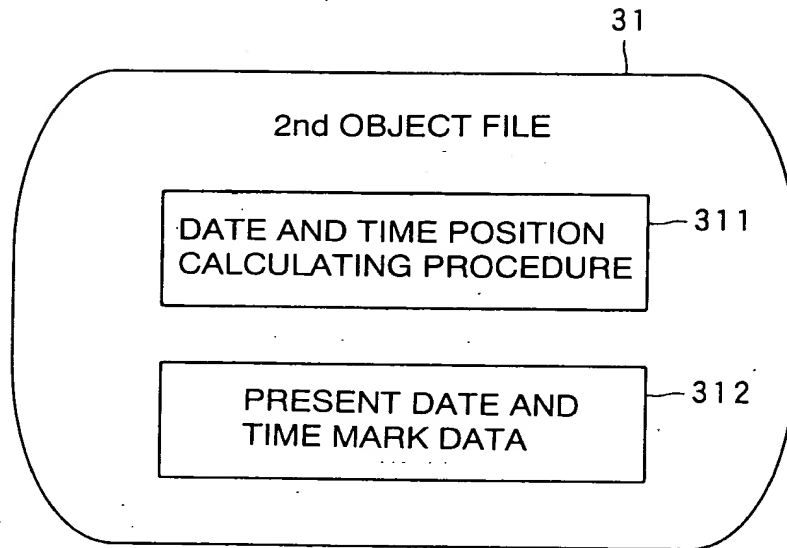 31
2nd OBJECT FILE
DATE AND TIME POSITION
CALCULATING PROCEDURE
311
PRESENT DATE AND
TIME MARK DATA
312